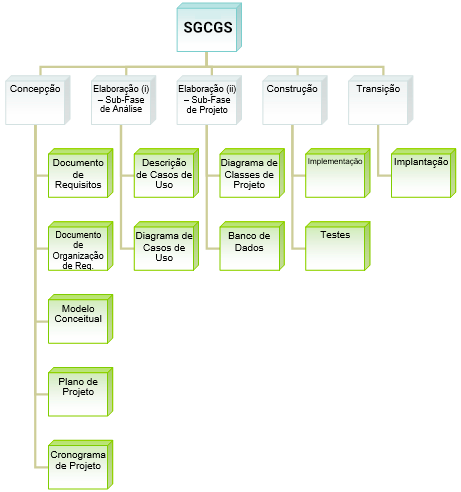 SGCGS
Concepção
Elaboração (i)
– Sub-Fase
de Análise
Elaboração (ii)
– Sub-Fase
de Projeto
Construção
Transição
Documento
de
Requisitos
Descrição
de Casos de
Uso
Diagrama de
Classes de
Projeto
Implementação
Implantação
Documento
de
Organização
de Req.
Diagrama de
Casos de
Uso
Banco de
Dados
Testes
Modelo
Conceitual
Plano de
Projeto
Cronograma
de Projeto